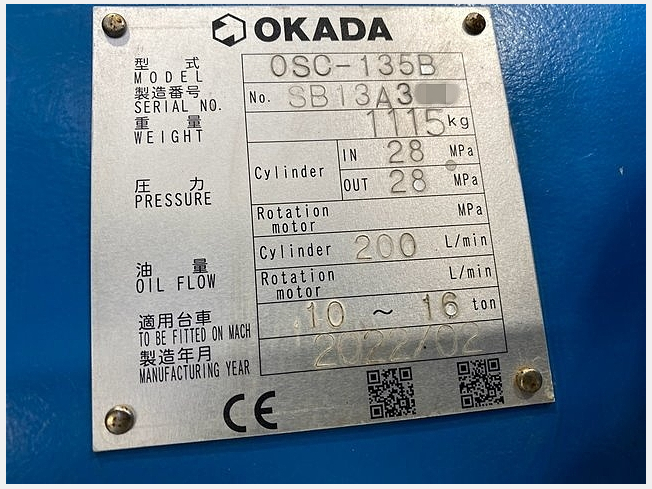 OKADA
型 式 OSC-135B
MODEL
製造番号 No. SB13A3
SERIAL NO.
重 量 1115kg
WEIGHT
圧 力 Cylinder IN 28 MPa
PRESSURE OUT 28 MPa
Rotation motor MPa
油 量 Cylinder 200 L/min
OIL FLOW Rotation motor L/min
適用台車 10 ~ 16 ton
TO BE FITTED ON MACH
製造年月 2022/02
MANUFACTURING YEAR
CE